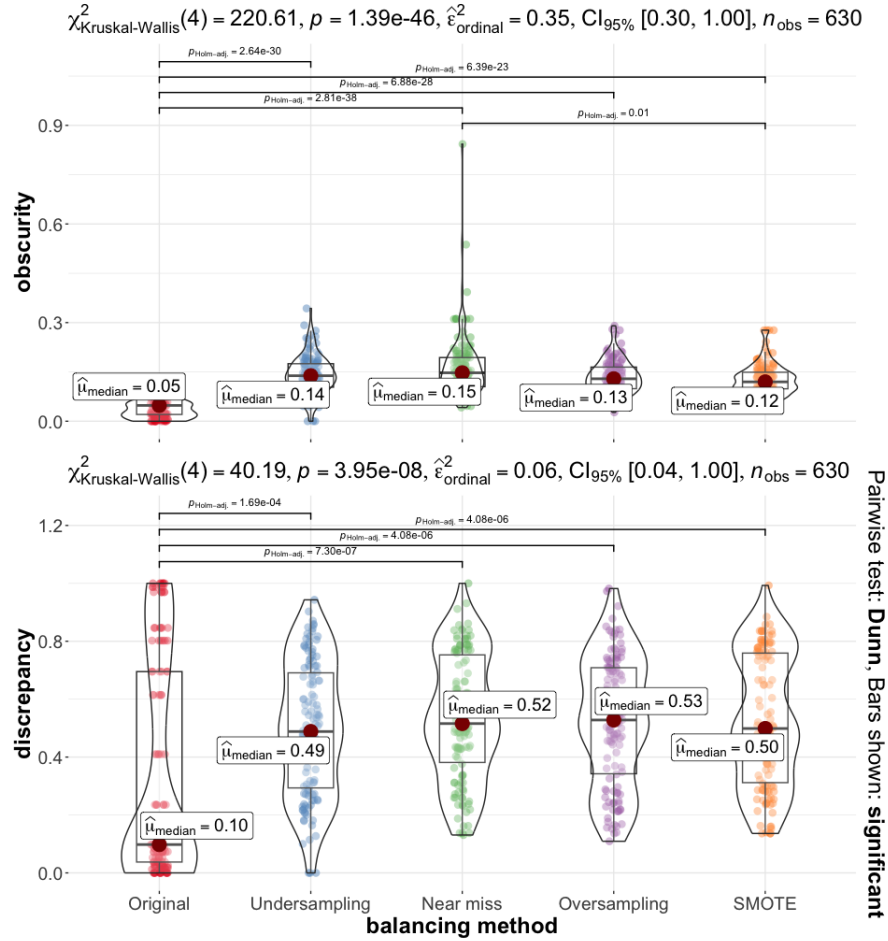 χ²Kruskal-Wallis(4) = 220.61, p = 1.39e-46, ε̂²ordinal = 0.35, CI95% [0.30, 1.00], nobs = 630
pHolm-adj. = 2.64e-30
pHolm-adj. = 6.39e-23
pHolm-adj. = 6.88e-28
pHolm-adj. = 2.81e-38
pHolm-adj. = 0.01
0.9
0.6
0.3
0.0
obscurity
μ̂median = 0.05
μ̂median = 0.14
μ̂median = 0.15
μ̂median = 0.13
μ̂median = 0.12
χ²Kruskal-Wallis(4) = 40.19, p = 3.95e-08, ε̂²ordinal = 0.06, CI95% [0.04, 1.00], nobs = 630
pHolm-adj. = 1.69e-04
pHolm-adj. = 4.08e-06
pHolm-adj. = 4.08e-06
pHolm-adj. = 7.30e-07
1.2
0.8
0.4
0.0
discrepancy
μ̂median = 0.10
μ̂median = 0.49
μ̂median = 0.52
μ̂median = 0.53
μ̂median = 0.50
Original
Undersampling
Near miss
Oversampling
SMOTE
balancing method
Pairwise test: Dunn, Bars shown: significant